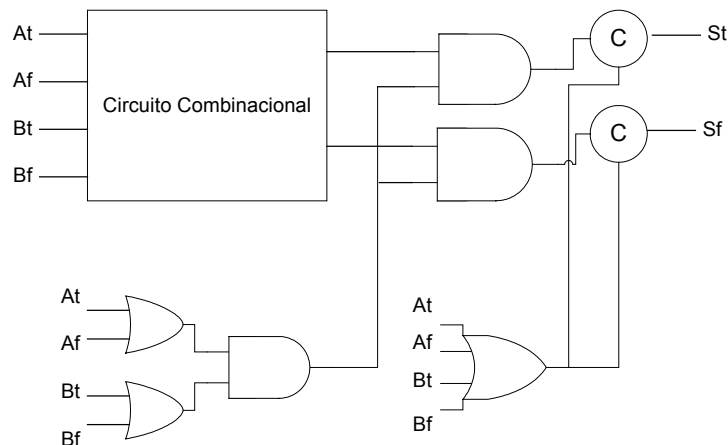 At
Af
Bt
Bf
Circuito Combinacional
C
St
C
Sf
At
Af
Bt
Bf
At
Af
Bt
Bf